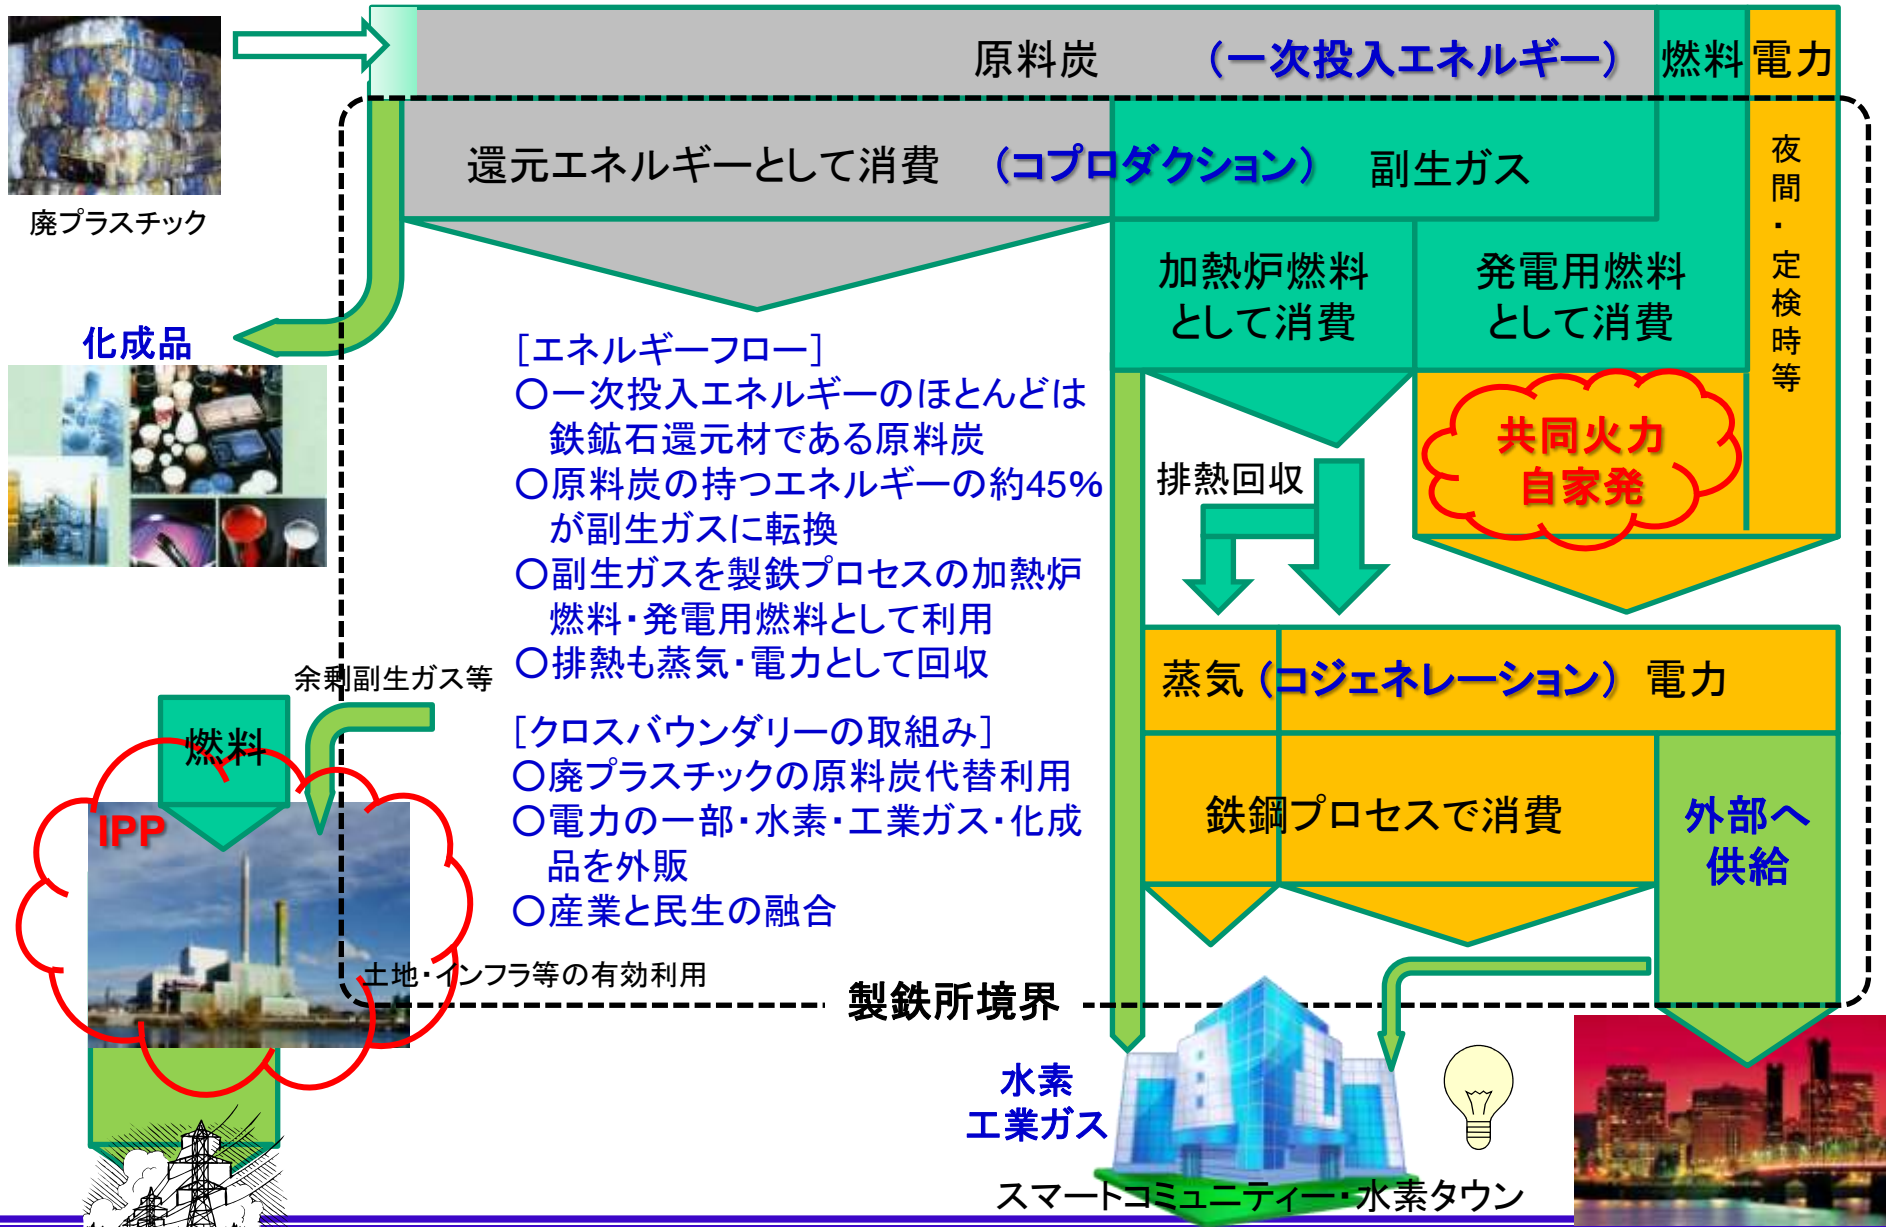 原料炭 （一次投入エネルギー） 燃料 電力
還元エネルギーとして消費 （コプロダクション） 副生ガス
夜間・定検時等
廃プラスチック
加熱炉燃料
として消費
発電用燃料
として消費
化成品
[エネルギーフロー]
〇一次投入エネルギーのほとんどは
鉄鉱石還元材である原料炭
〇原料炭の持つエネルギーの約45%
が副生ガスに転換
〇副生ガスを製鉄プロセスの加熱炉
燃料・発電用燃料として利用
〇排熱も蒸気・電力として回収
共同火力
自家発
排熱回収
余剰副生ガス等
蒸気 （コジェネレーション） 電力
燃料
[クロスバウンダリーの取組み]
〇廃プラスチックの原料炭代替利用
〇電力の一部・水素・工業ガス・化成
品を外販
〇産業と民生の融合
IPP
鉄鋼プロセスで消費
外部へ
供給
土地・インフラ等の有効利用
製鉄所境界
水素
工業ガス
スマートコミュニティー・水素タウン